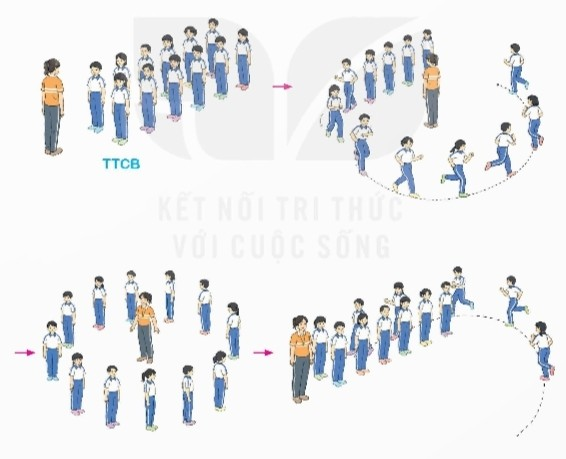 TTCB
KẾT NỐI TRI THỨC
VỚI CUỘC SỐNG